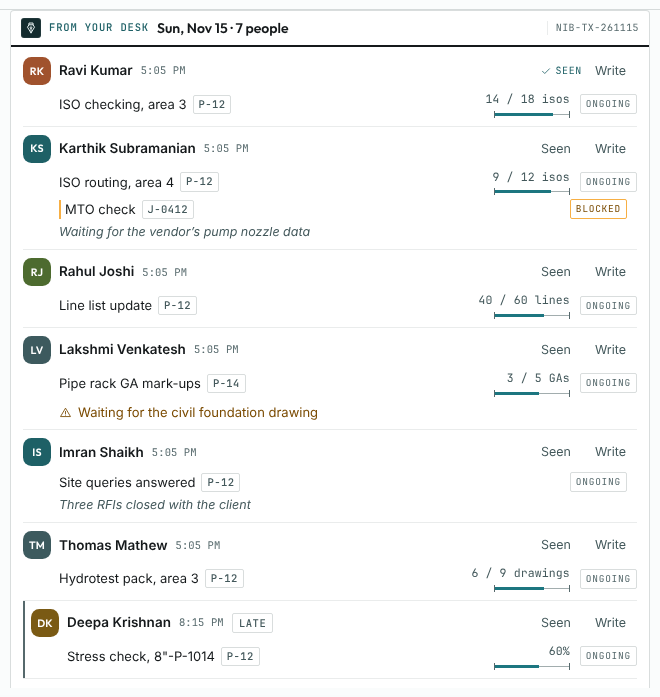 FROM YOUR DESK Sun, Nov 15 · 7 people NIB-TX-261115
RK Ravi Kumar 5:05 PM ✓ SEEN Write
ISO checking, area 3 P-12 14 / 18 isos ONGOING
KS Karthik Subramanian 5:05 PM Seen Write
ISO routing, area 4 P-12 9 / 12 isos ONGOING
MTO check J-0412 BLOCKED
Waiting for the vendor's pump nozzle data
RJ Rahul Joshi 5:05 PM Seen Write
Line list update P-12 40 / 60 lines ONGOING
LV Lakshmi Venkatesh 5:05 PM Seen Write
Pipe rack GA mark-ups P-14 3 / 5 GAs ONGOING
⚠ Waiting for the civil foundation drawing
IS Imran Shaikh 5:05 PM Seen Write
Site queries answered P-12 ONGOING
Three RFIs closed with the client
TM Thomas Mathew 5:05 PM Seen Write
Hydrotest pack, area 3 P-12 6 / 9 drawings ONGOING
DK Deepa Krishnan 8:15 PM LATE Seen Write
Stress check, 8"-P-1014 P-12 60% ONGOING